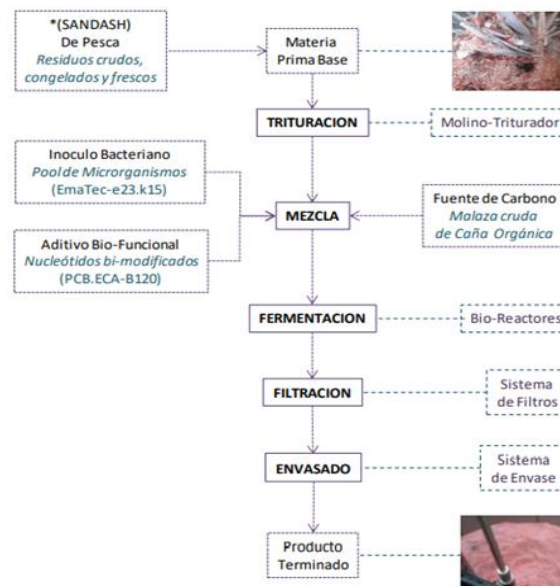 *(SANDASH)
De Pesca
Residuos crudos,
congelados y frescos
Materia
Prima Base
TRITURACION
Molino-Triturador
Inoculo Bacteriano
Pool de Microrganismos
(EmaTec-e23.k15)
Aditivo Bio-Funcional
Nucleótidos bi-modificados
(PCB.ECA-B120)
MEZCLA
Fuente de Carbono
Malaza cruda
de Caña Orgánica
FERMENTACION
Bio-Reactores
FILTRACION
Sistema
de Filtros
ENVASADO
Sistema
de Envase
Producto
Terminado